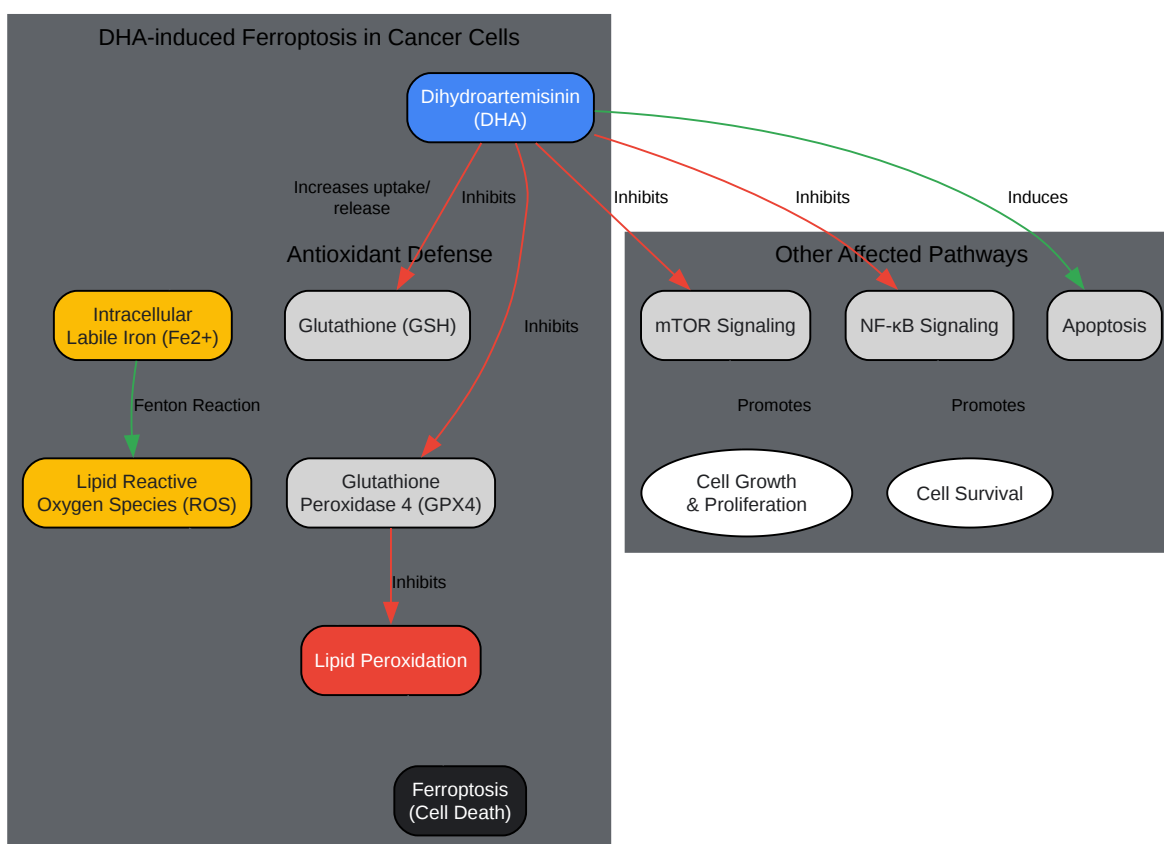 DHA-induced Ferroptosis in Cancer Cells
Dihydroartemisinin
(DHA)
Increases uptake/
release
Inhibits
Inhibits
Inhibits
Induces
Antioxidant Defense
Other Affected Pathways
Intracellular
Labile Iron (Fe2+)
Glutathione (GSH)
Inhibits
mTOR Signaling
NF-κB Signaling
Apoptosis
Fenton Reaction
Promotes
Promotes
Lipid Reactive
Oxygen Species (ROS)
Glutathione
Peroxidase 4 (GPX4)
Cell Growth
& Proliferation
Cell Survival
Inhibits
Lipid Peroxidation
Ferroptosis
(Cell Death)